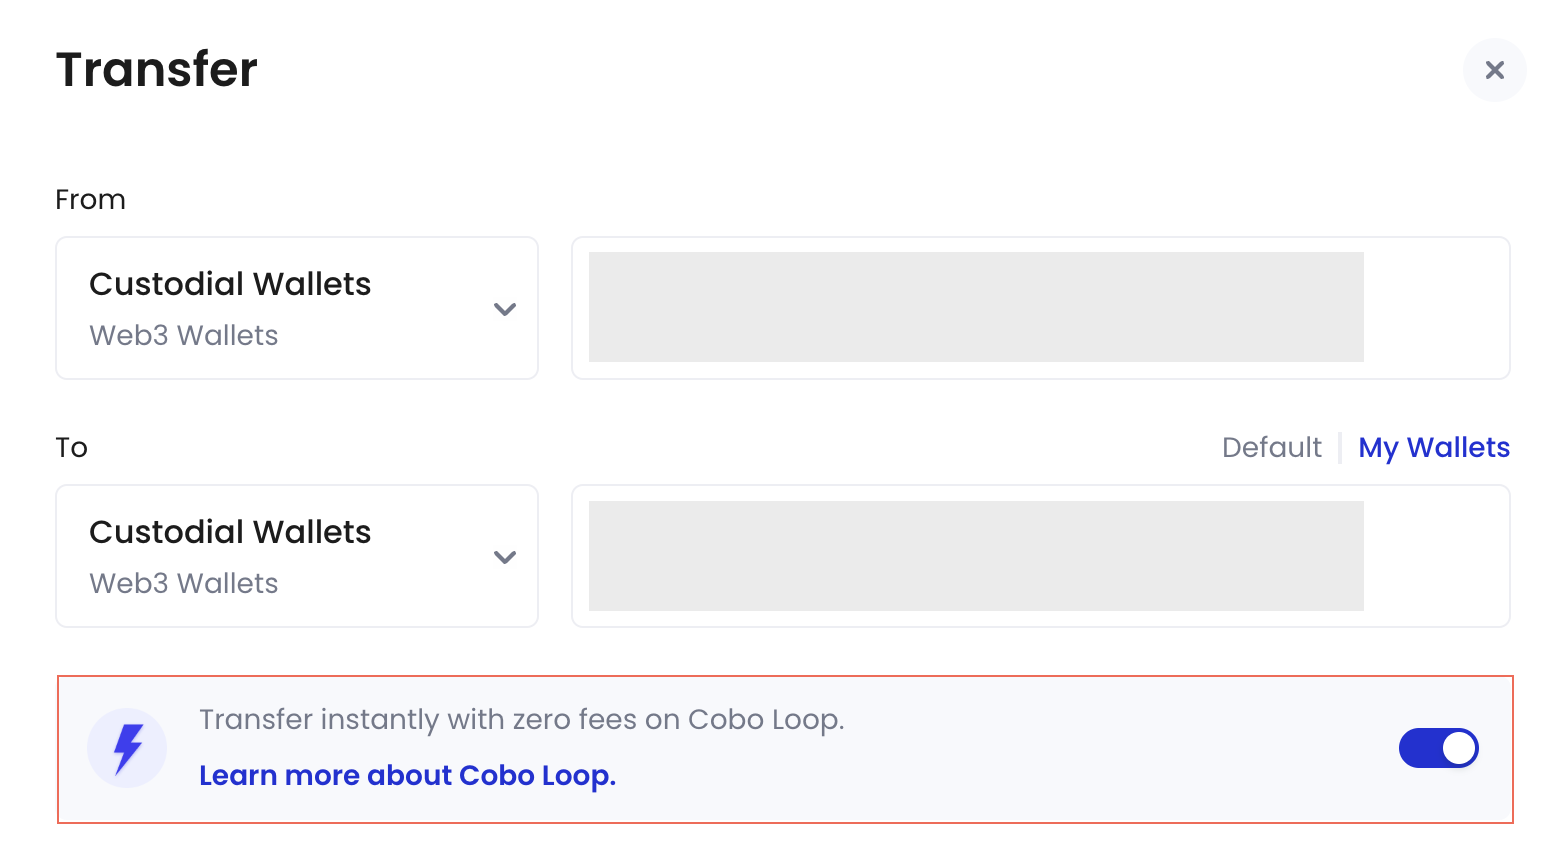 Transfer
From
Custodial Wallets
Web3 Wallets
To
Default | My Wallets
Custodial Wallets
Web3 Wallets
Transfer instantly with zero fees on Cobo Loop.
Learn more about Cobo Loop.